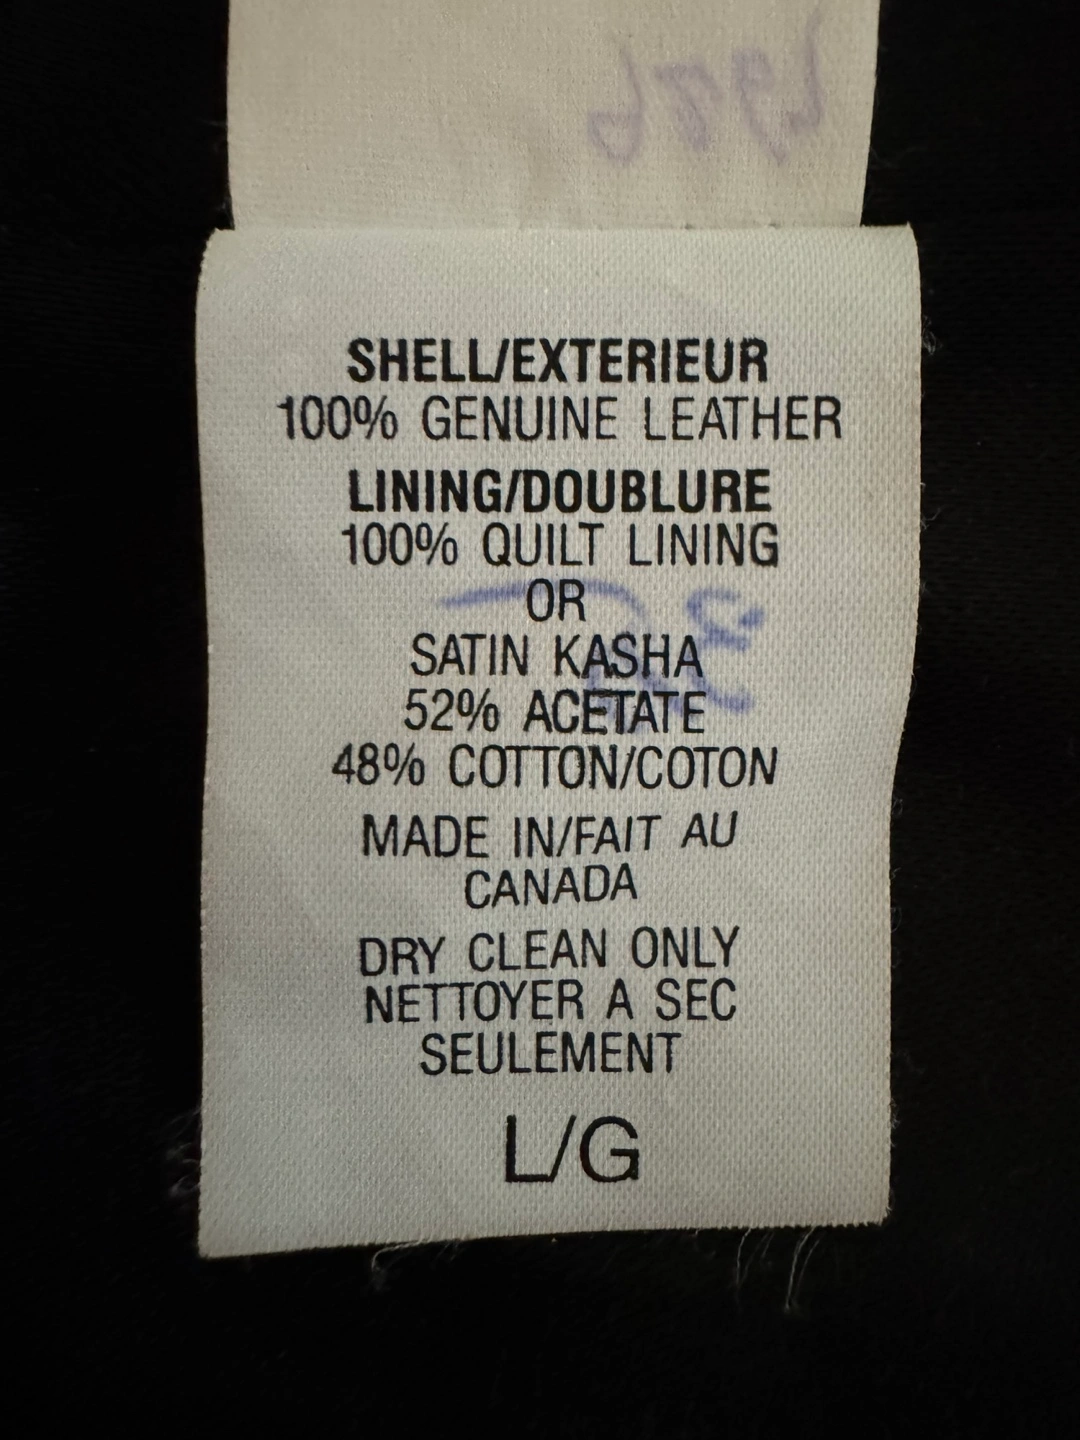 SHELL/EXTERIEUR
100% GENUINE LEATHER
LINING/DOUBLURE
100% QUILT LINING
OR
SATIN KASHA
52% ACETATE
48% COTTON/COTON
MADE IN/FAIT AU
CANADA
DRY CLEAN ONLY
NETTOYER A SEC
SEULEMENT
L/G